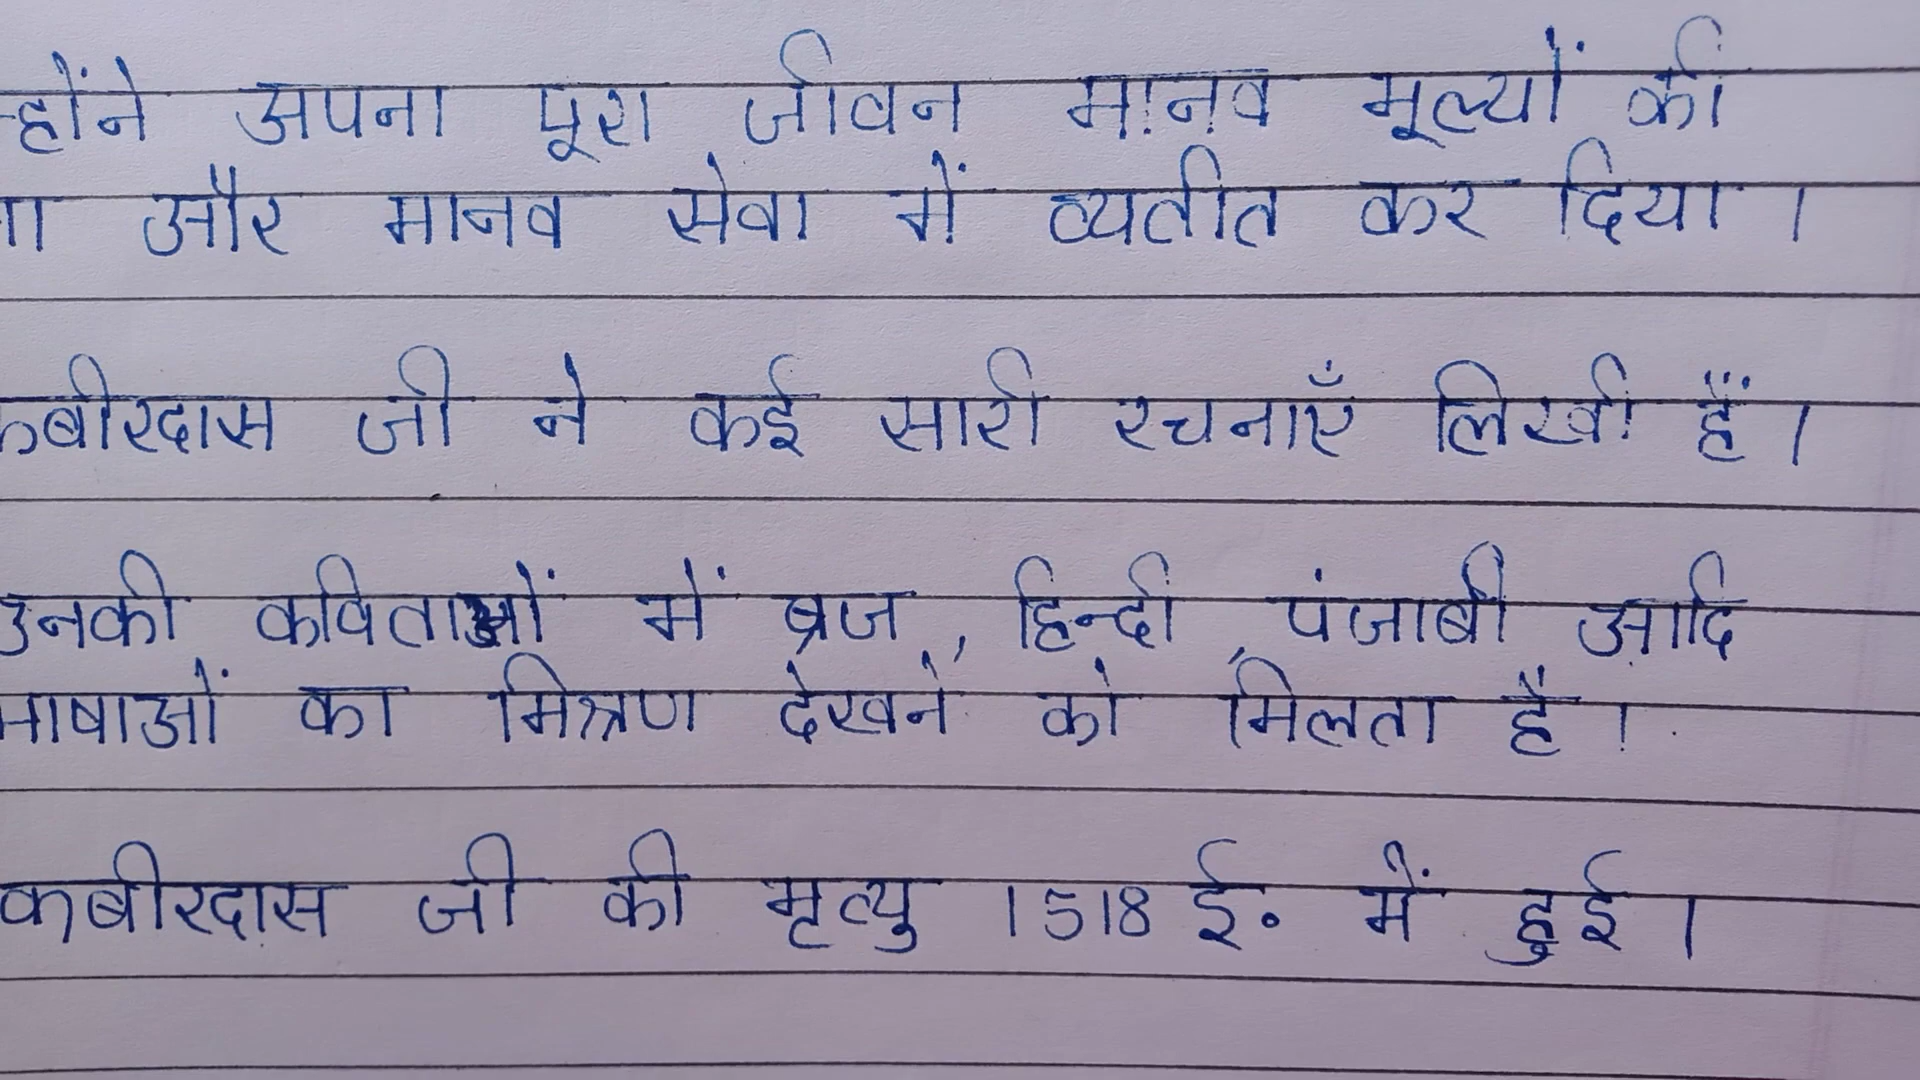 न्होंने अपना पूरा जीवन मानव मूल्यों की
और मानव सेवा में व्यतीत कर दिया ।
कबीरदास जी ने कई सारी रचनाएँ लिखी हैं ।
उनकी कविताओं में ब्रज , हिन्दी , पंजाबी आदि
भाषाओं का मिश्रण देखने को मिलता है ।
कबीरदास जी की मृत्यु 1518 ई. में हुई ।